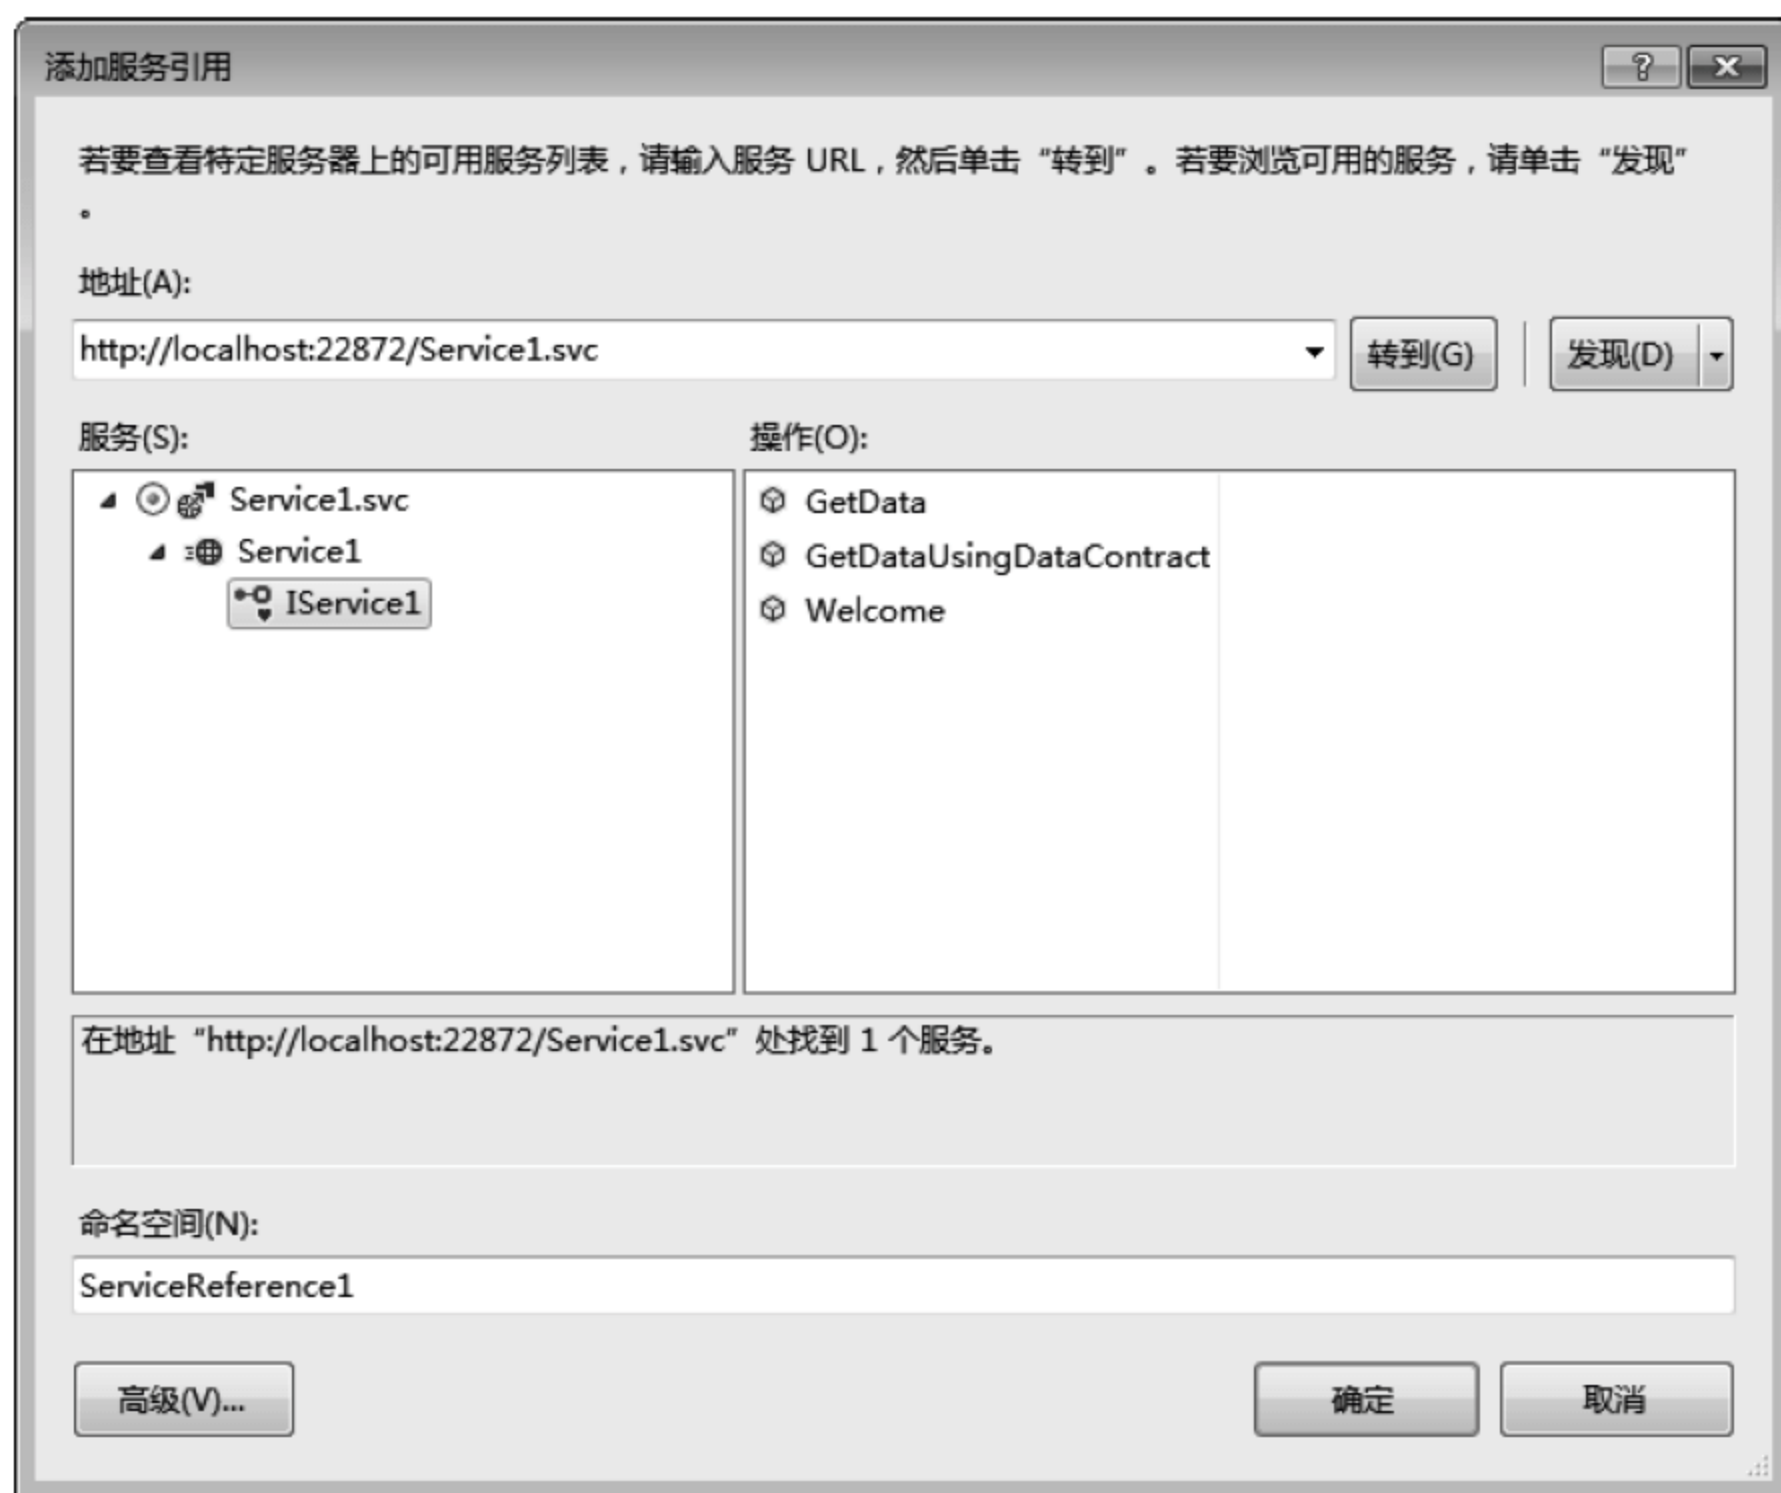 添加服务引用
若要查看特定服务器上的可用服务列表，请输入服务 URL，然后单击“转到”。若要浏览可用的服务，请单击“发现”
。
地址(A):
http://localhost:22872/Service1.svc 转到(G) 发现(D)
服务(S): 操作(O):
Service1.svc GetData
Service1 GetDataUsingDataContract
IService1 Welcome
在地址“http://localhost:22872/Service1.svc”处找到 1 个服务。
命名空间(N):
ServiceReference1
高级(V)... 确定 取消